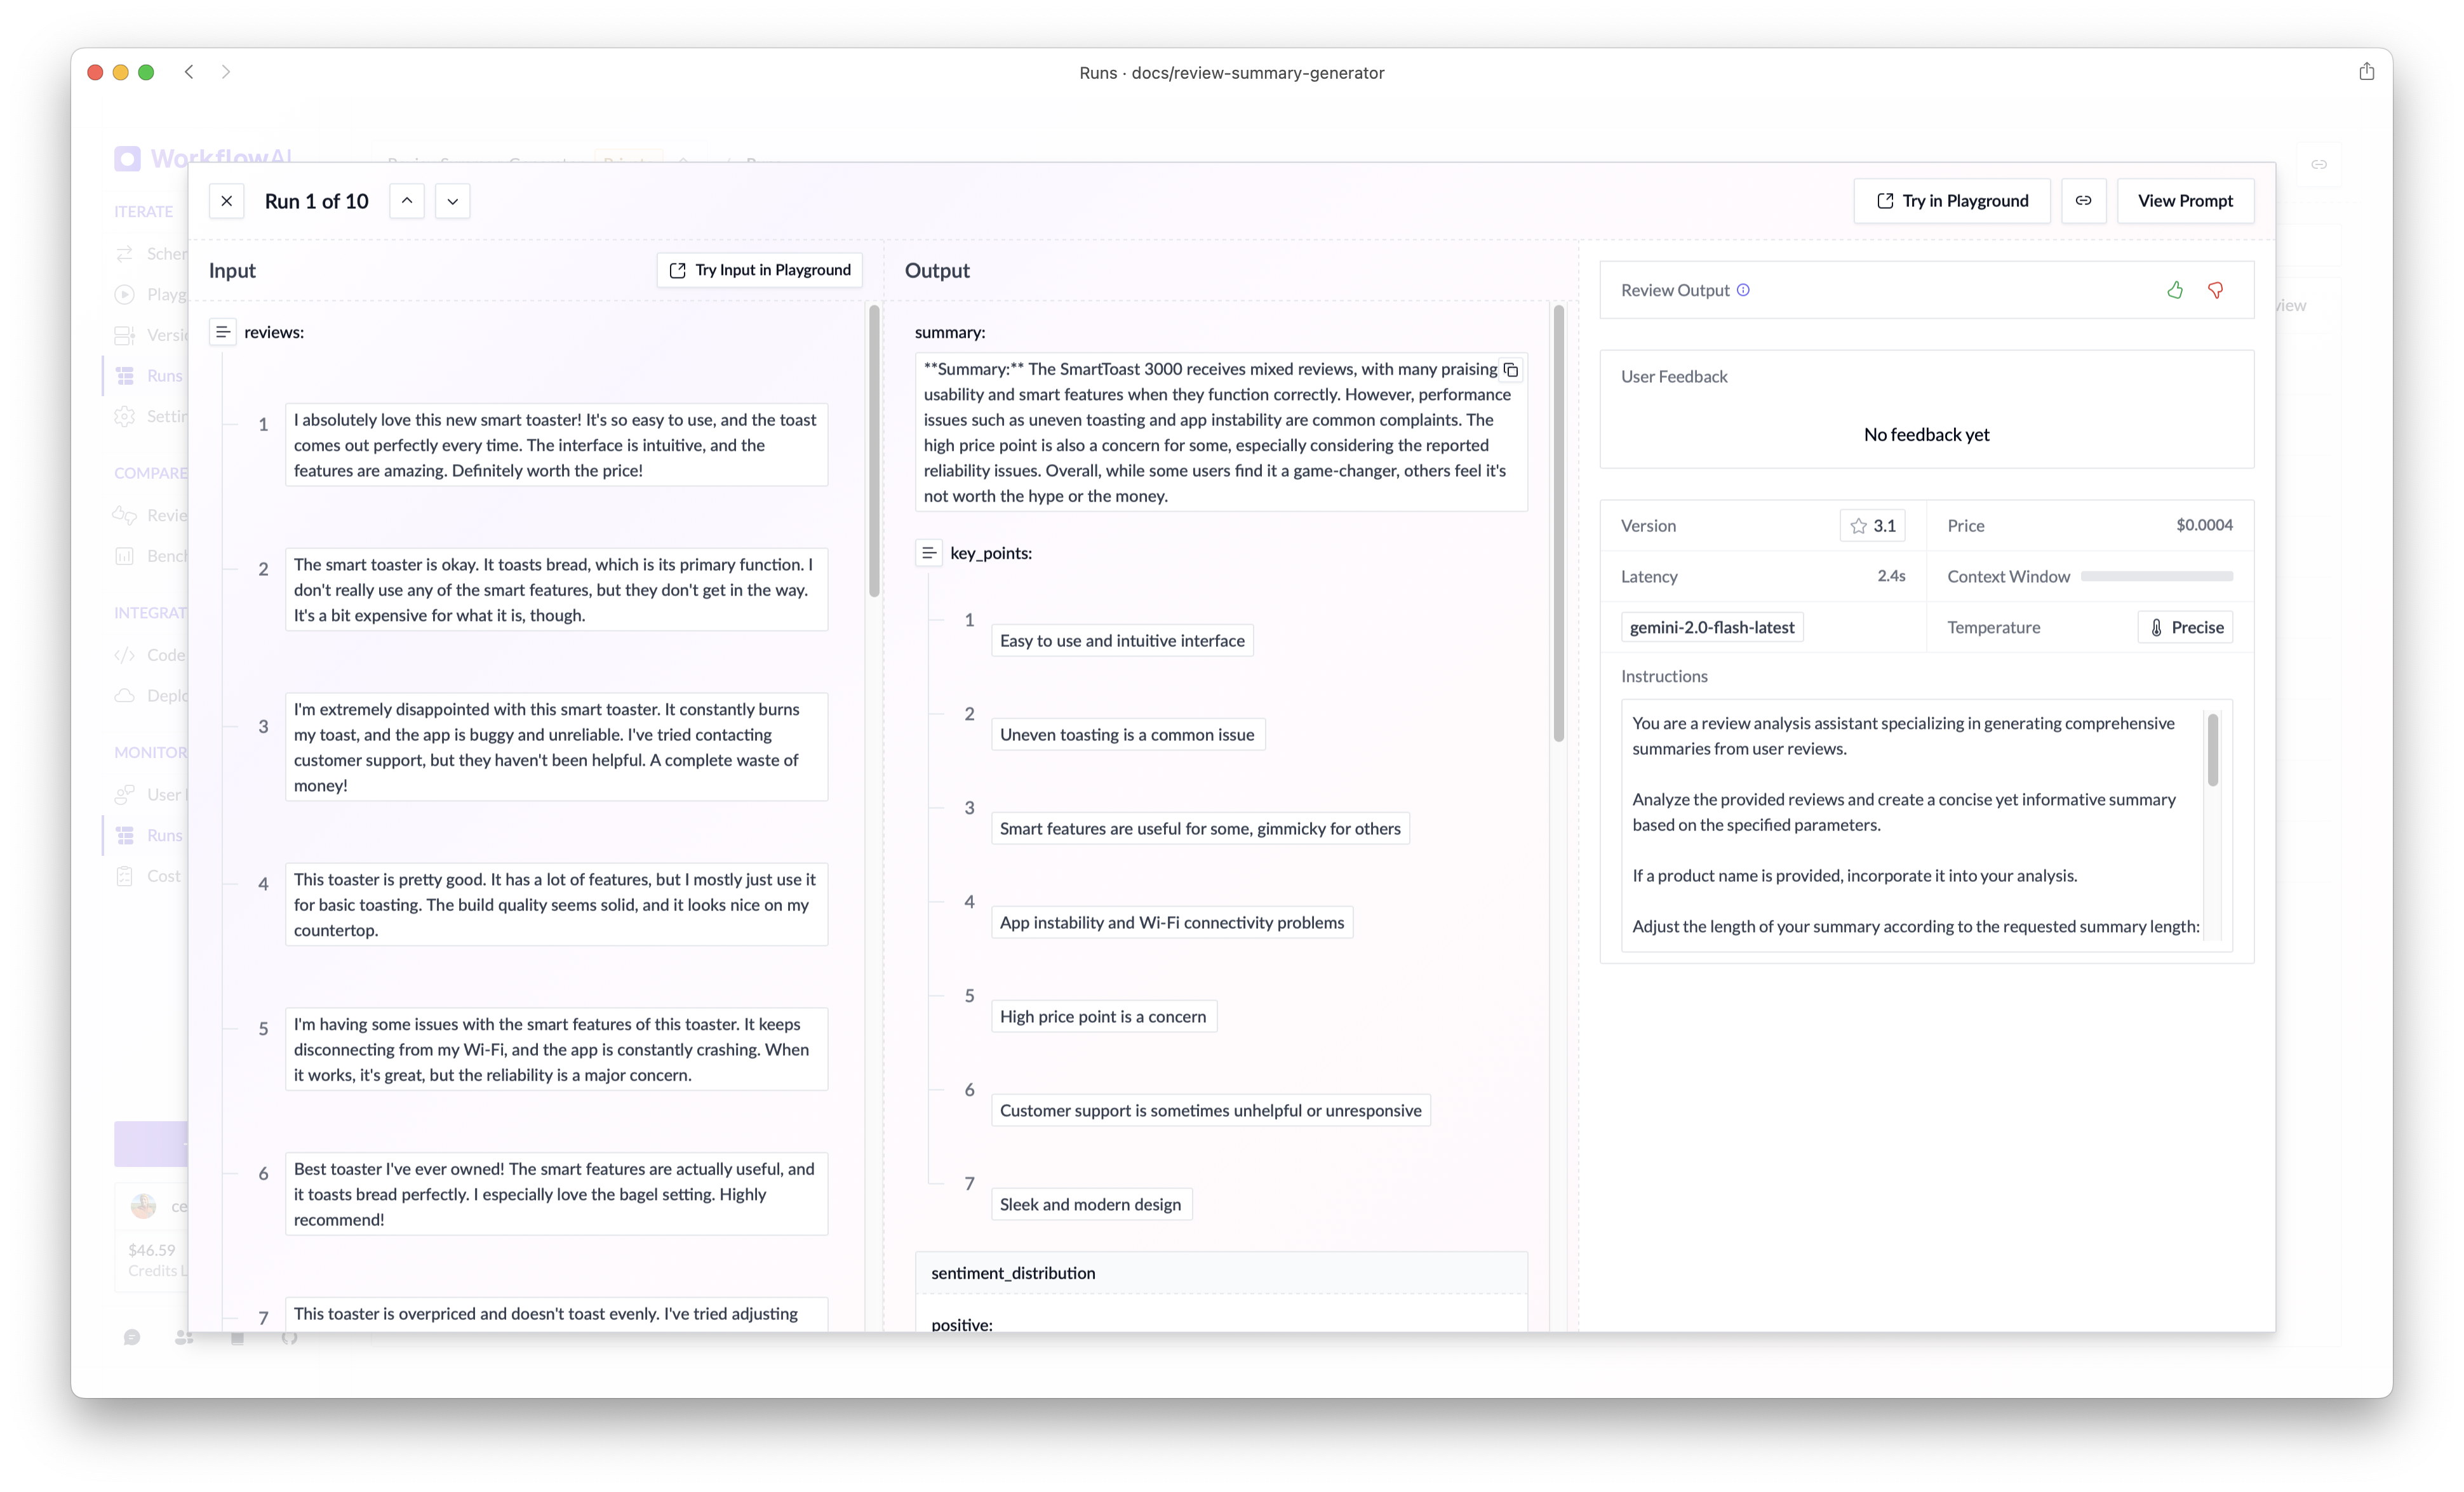 Runs · docs/review-summary-generator
WorkflowAI
ITERATE
Runs
COMPARE
MONITOR
Runs
Cost
$46.59
Credits L
Run 1 of 10
Try in Playground
View Prompt
Input
Try Input in Playground
reviews:
1
I absolutely love this new smart toaster! It's so easy to use, and the toast
comes out perfectly every time. The interface is intuitive, and the
features are amazing. Definitely worth the price!
2
The smart toaster is okay. It toasts bread, which is its primary function. I
don't really use any of the smart features, but they don't get in the way.
It's a bit expensive for what it is, though.
3
I'm extremely disappointed with this smart toaster. It constantly burns
my toast, and the app is buggy and unreliable. I've tried contacting
customer support, but they haven't been helpful. A complete waste of
money!
4
This toaster is pretty good. It has a lot of features, but I mostly just use it
for basic toasting. The build quality seems solid, and it looks nice on my
countertop.
5
I'm having some issues with the smart features of this toaster. It keeps
disconnecting from my Wi-Fi, and the app is constantly crashing. When
it works, it's great, but the reliability is a major concern.
6
Best toaster I've ever owned! The smart features are actually useful, and
it toasts bread perfectly. I especially love the bagel setting. Highly
recommend!
7
This toaster is overpriced and doesn't toast evenly. I've tried adjusting
Output
summary:
**Summary:** The SmartToast 3000 receives mixed reviews, with many praising
usability and smart features when they function correctly. However, performance
issues such as uneven toasting and app instability are common complaints. The
high price point is also a concern for some, especially considering the reported
reliability issues. Overall, while some users find it a game-changer, others feel it's
not worth the hype or the money.
key_points:
1
Easy to use and intuitive interface
2
Uneven toasting is a common issue
3
Smart features are useful for some, gimmicky for others
4
App instability and Wi-Fi connectivity problems
5
High price point is a concern
6
Customer support is sometimes unhelpful or unresponsive
7
Sleek and modern design
sentiment_distribution
positive:
Review Output
User Feedback
No feedback yet
Version
3.1
Price
$0.0004
Latency
2.4s
Context Window
gemini-2.0-flash-latest
Temperature
Precise
Instructions
You are a review analysis assistant specializing in generating comprehensive
summaries from user reviews.
Analyze the provided reviews and create a concise yet informative summary
based on the specified parameters.
If a product name is provided, incorporate it into your analysis.
Adjust the length of your summary according to the requested summary length: